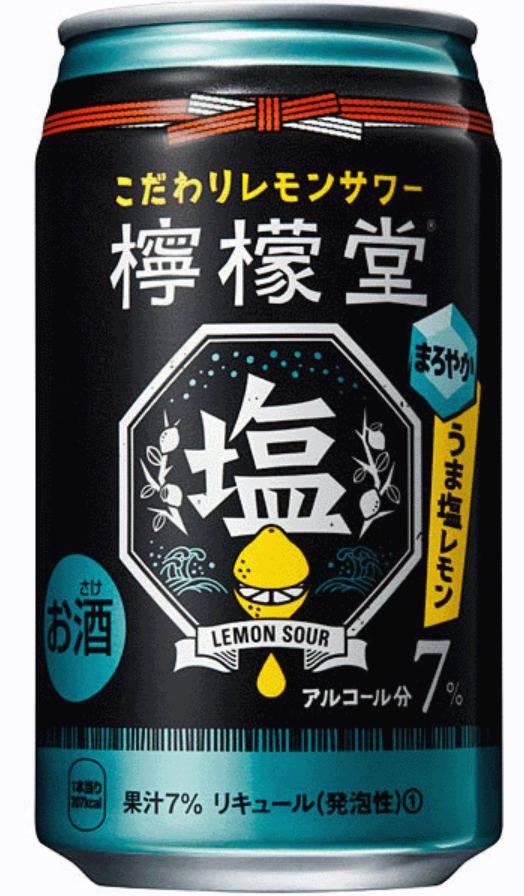 こだわりレモンサワー
檸檬堂®
まろやか
うま塩レモン
塩
さけ
お酒
LEMON SOUR
アルコール分7%
1本当り
207kcal
果汁7% リキュール(発泡性)①